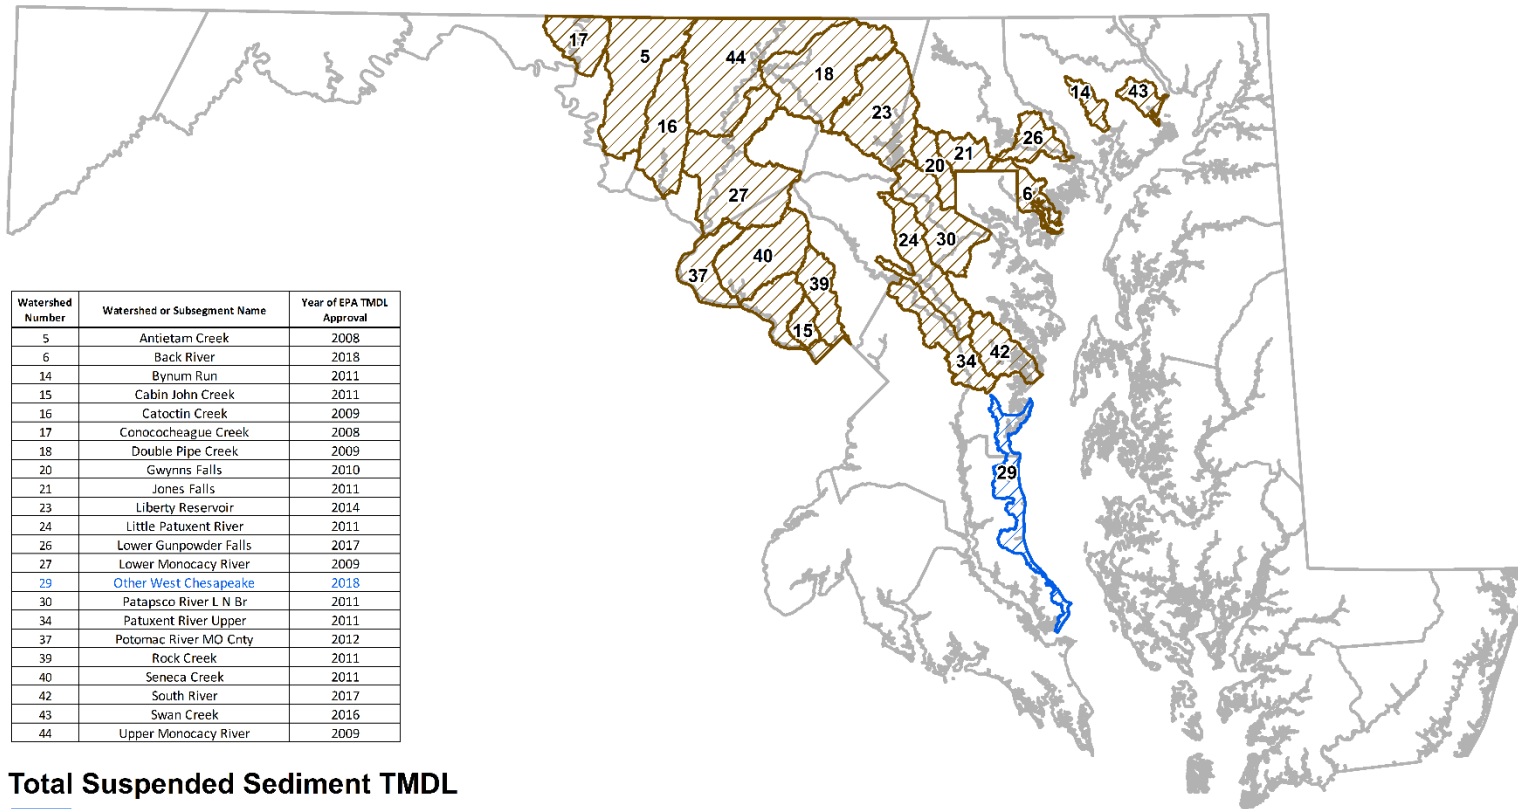 17
5
44
18
14
43
23
26
16
21
20
27
6
24
30
40
37
39
15
42
34
29
Watershed Number Watershed or Subsegment Name Year of EPA TMDL Approval
5 Antietam Creek 2008
6 Back River 2018
14 Bynum Run 2011
15 Cabin John Creek 2011
16 Catoctin Creek 2009
17 Conococheague Creek 2008
18 Double Pipe Creek 2009
20 Gwynns Falls 2010
21 Jones Falls 2011
23 Liberty Reservoir 2014
24 Little Patuxent River 2011
26 Lower Gunpowder Falls 2017
27 Lower Monocacy River 2009
29 Other West Chesapeake 2018
30 Patapsco River L N Br 2011
34 Patuxent River Upper 2011
37 Potomac River MO Cnty 2012
39 Rock Creek 2011
40 Seneca Creek 2011
42 South River 2017
43 Swan Creek 2016
44 Upper Monocacy River 2009
Total Suspended Sediment TMDL